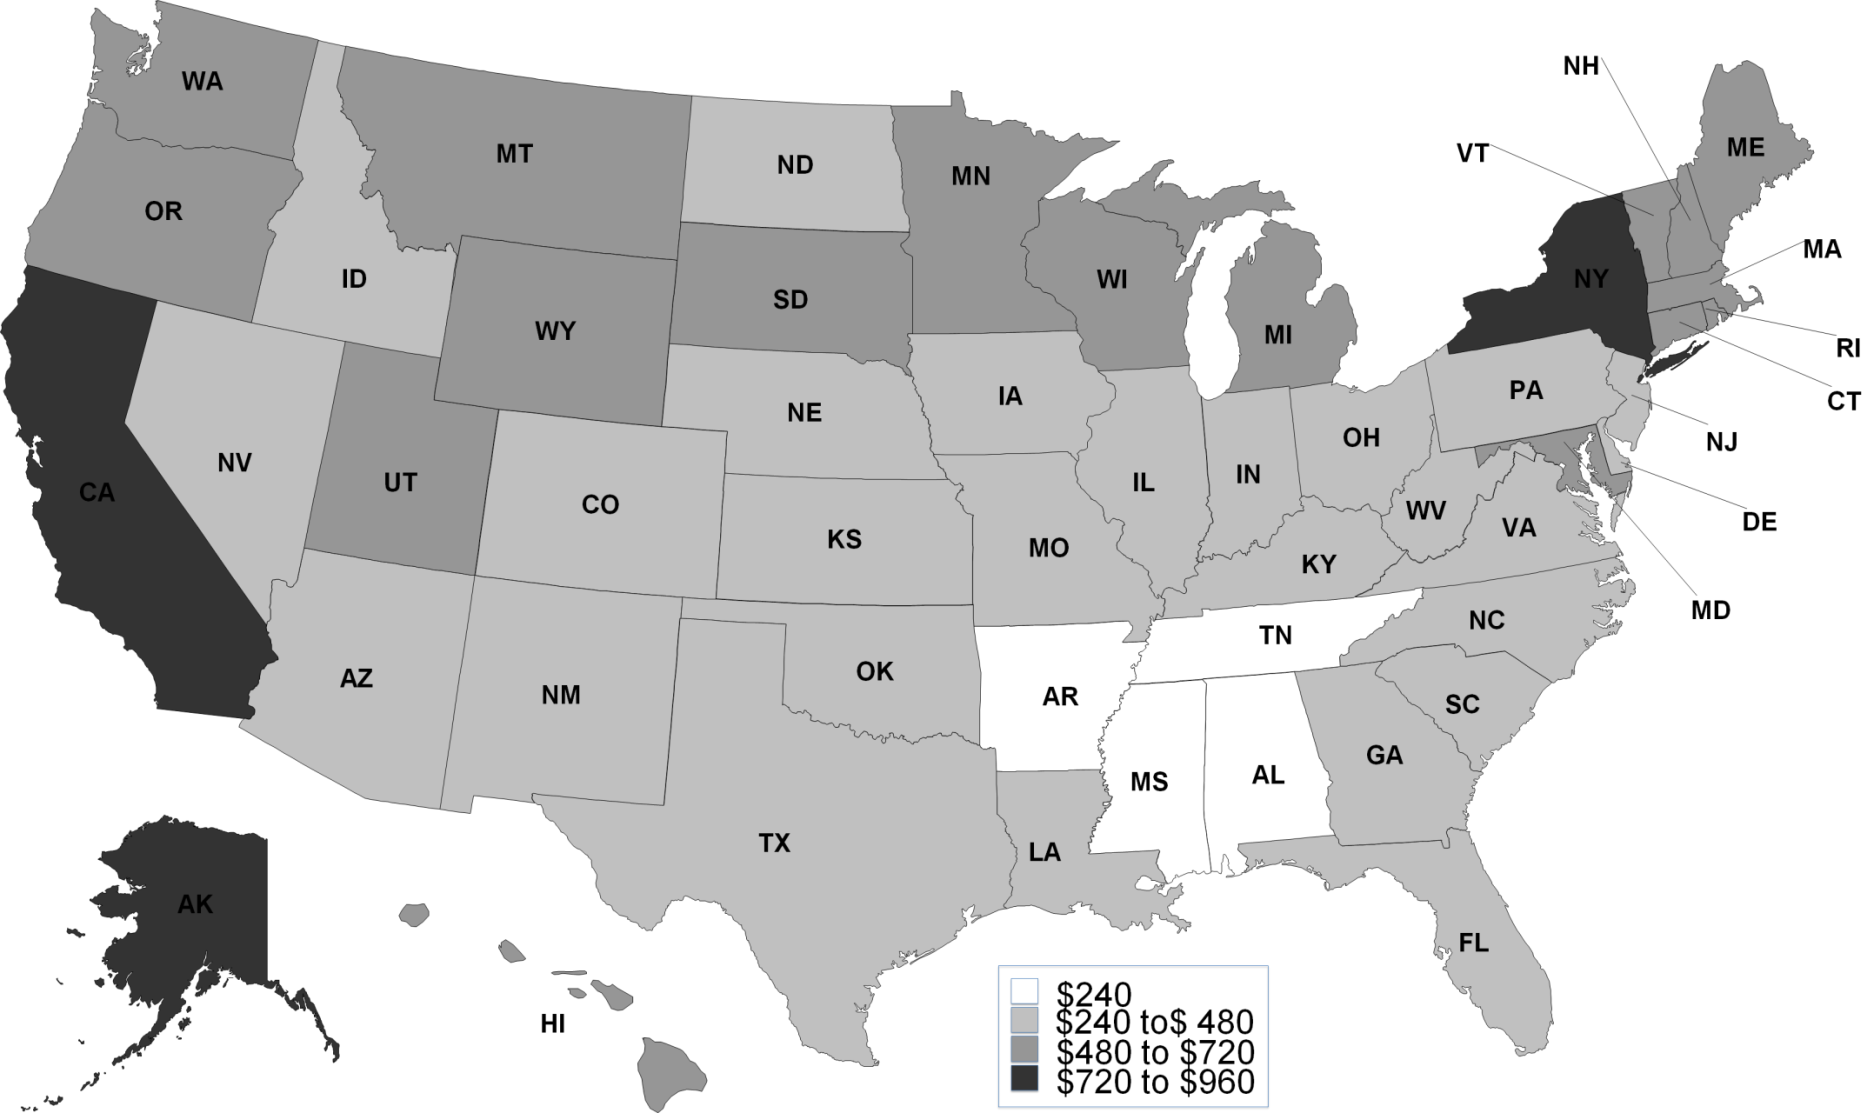 NH
WA
ME
MT
VT
ND
MN
OR
MA
ID
WI
NY
SD
WY
MI
RI
PA
IA
CT
NE
OH
NJ
NV
IN
UT
IL
CA
CO
WV
DE
VA
KS
MO
KY
MD
NC
TN
OK
AZ
NM
AR
SC
GA
AL
MS
TX
LA
AK
FL
HI
$240
$240 to$ 480
$480 to $720
$720 to $960